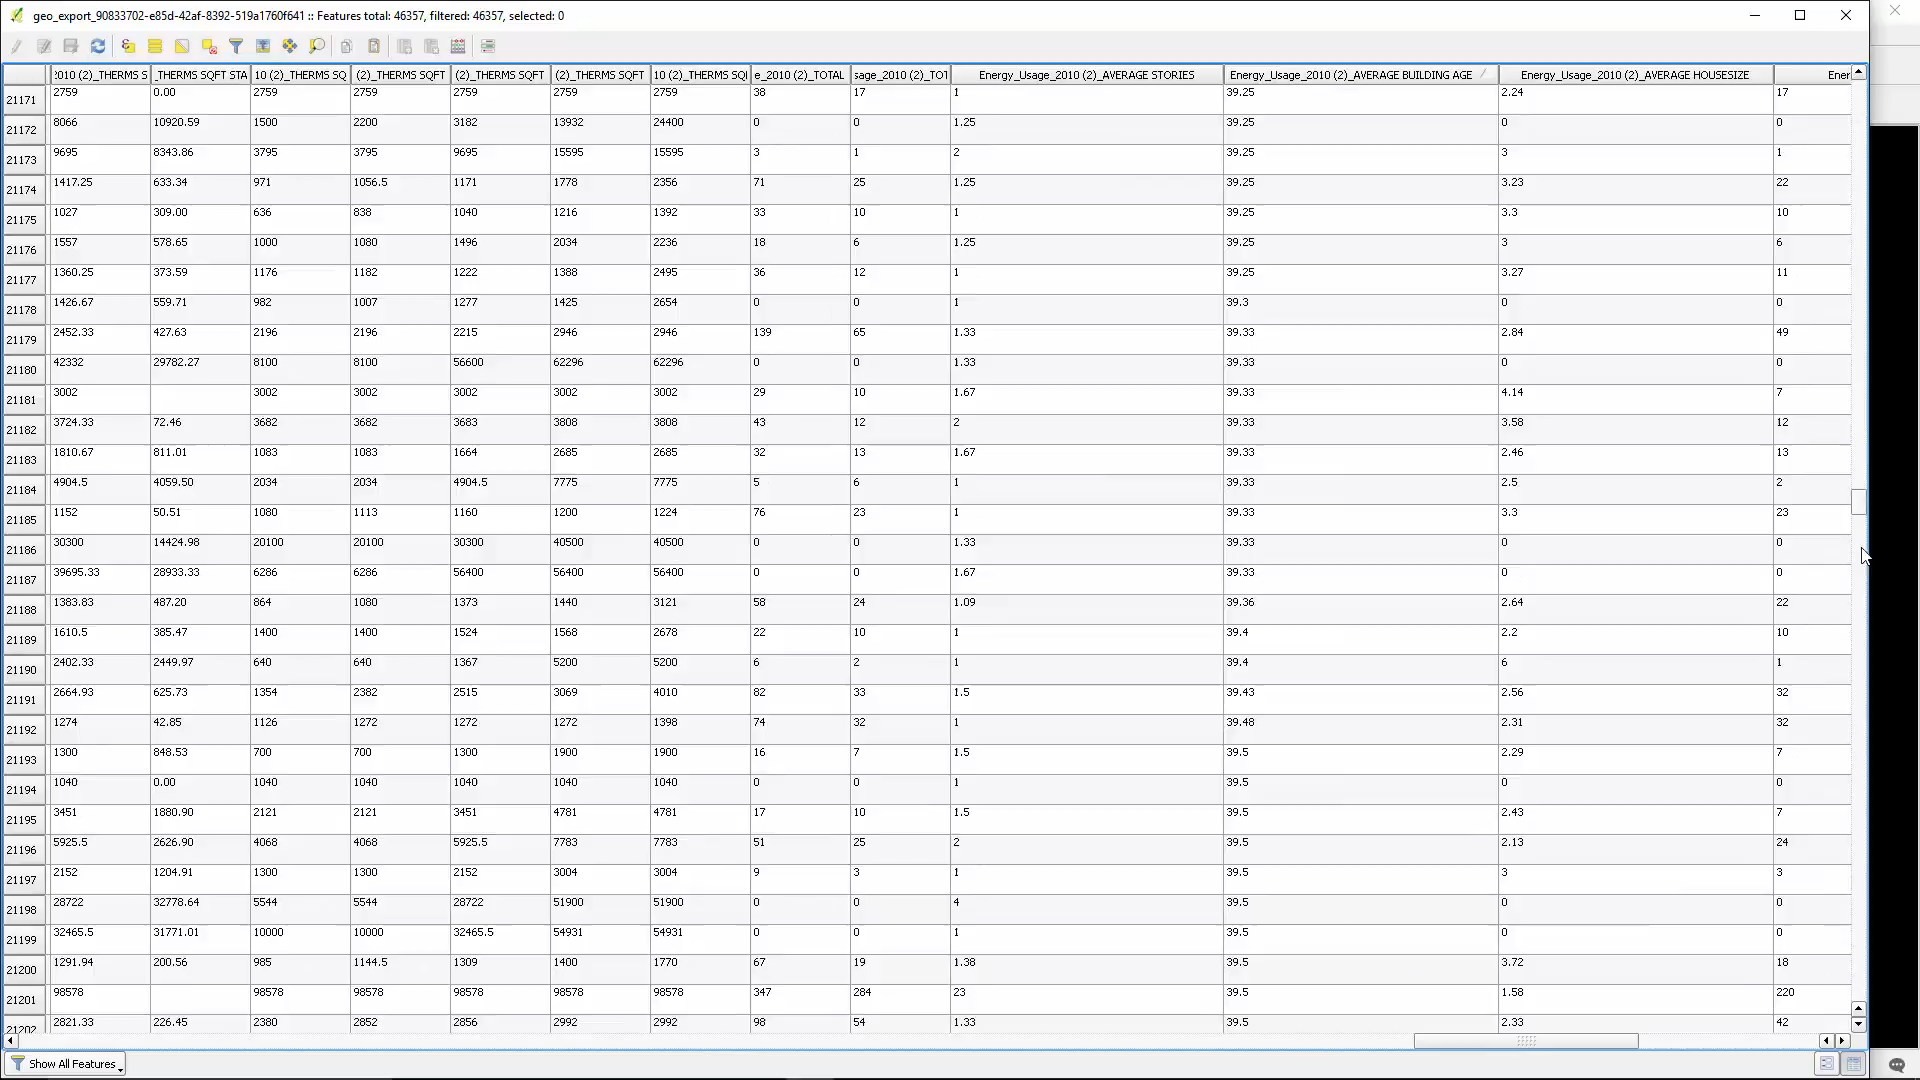 geo_export_90833702-e85d-42af-8392-519a1760f641 :: Features total: 46357, filtered: 46357, selected: 0
2010 (2)_THERMS S _THERMS SQFT STA 10 (2)_THERMS SQ (2)_THERMS SQFT (2)_THERMS SQFT (2)_THERMS SQFT 10 (2)_THERMS SQ e_2010 (2)_TOTAL sage_2010 (2)_TOT Energy_Usage_2010 (2)_AVERAGE STORIES Energy_Usage_2010 (2)_AVERAGE BUILDING AGE Energy_Usage_2010 (2)_AVERAGE HOUSESIZE Ener
21171 2759 0.00 2759 2759 2759 2759 2759 38 17 1 39.25 2.24 17
21172 8066 10920.59 1500 2200 3182 13932 24400 0 0 1.25 39.25 0 0
21173 9695 8343.86 3795 3795 9695 15595 15595 3 1 2 39.25 3 1
21174 1417.25 633.34 971 1056.5 1171 1778 2356 71 25 1.25 39.25 3.23 22
21175 1027 309.00 636 838 1040 1216 1392 33 10 1 39.25 3.3 10
21176 1557 578.65 1000 1080 1496 2034 2236 18 6 1.25 39.25 3 6
21177 1360.25 373.59 1176 1182 1222 1388 2495 36 12 1 39.25 3.27 11
21178 1426.67 559.71 982 1007 1277 1425 2654 0 0 1 39.3 0 0
21179 2452.33 427.63 2196 2196 2215 2946 2946 139 65 1.33 39.33 2.84 49
21180 42332 29782.27 8100 8100 56600 62296 62296 0 0 1.33 39.33 0 0
21181 3002 3002 3002 3002 3002 3002 29 10 1.67 39.33 4.14 7
21182 3724.33 72.46 3682 3682 3683 3808 3808 43 12 2 39.33 3.58 12
21183 1810.67 811.01 1083 1083 1664 2685 2685 32 13 1.67 39.33 2.46 13
21184 4904.5 4059.50 2034 2034 4904.5 7775 7775 5 6 1 39.33 2.5 2
21185 1152 50.51 1080 1113 1160 1200 1224 76 23 1 39.33 3.3 23
21186 30300 14424.98 20100 20100 30300 40500 40500 0 0 1.33 39.33 0 0
21187 39695.33 28933.33 6286 6286 56400 56400 56400 0 0 1.67 39.33 0 0
21188 1383.83 487.20 864 1080 1373 1440 3121 58 24 1.09 39.36 2.64 22
21189 1610.5 385.47 1400 1400 1524 1568 2678 22 10 1 39.4 2.2 10
21190 2402.33 2449.97 640 640 1367 5200 5200 6 2 1 39.4 6 1
21191 2664.93 625.73 1354 2382 2515 3069 4010 82 33 1.5 39.43 2.56 32
21192 1274 42.85 1126 1272 1272 1272 1398 74 32 1 39.48 2.31 32
21193 1300 848.53 700 700 1300 1900 1900 16 7 1.5 39.5 2.29 7
21194 1040 0.00 1040 1040 1040 1040 1040 0 0 1 39.5 0 0
21195 3451 1880.90 2121 2121 3451 4781 4781 17 10 1.5 39.5 2.43 7
21196 5925.5 2626.90 4068 4068 5925.5 7783 7783 51 25 2 39.5 2.13 24
21197 2152 1204.91 1300 1300 2152 3004 3004 9 3 1 39.5 3 3
21198 28722 32778.64 5544 5544 28722 51900 51900 0 0 4 39.5 0 0
21199 32465.5 31771.01 10000 10000 32465.5 54931 54931 0 0 1 39.5 0 0
21200 1291.94 200.56 985 1144.5 1309 1400 1770 67 19 1.38 39.5 3.72 18
21201 98578 98578 98578 98578 98578 98578 347 284 23 39.5 1.58 220
21202 2821.33 226.45 2380 2852 2856 2992 2992 98 54 1.33 39.5 2.33 42
Show All Features